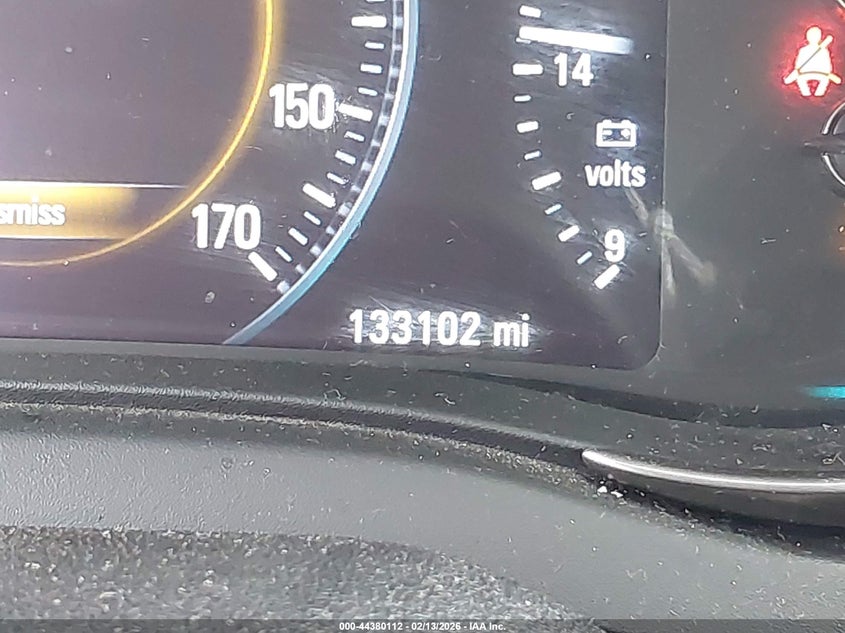 150
170
smiss
14
volts
9
133102 mi
000-44380112 - 02/13/2026 - IAA Inc.